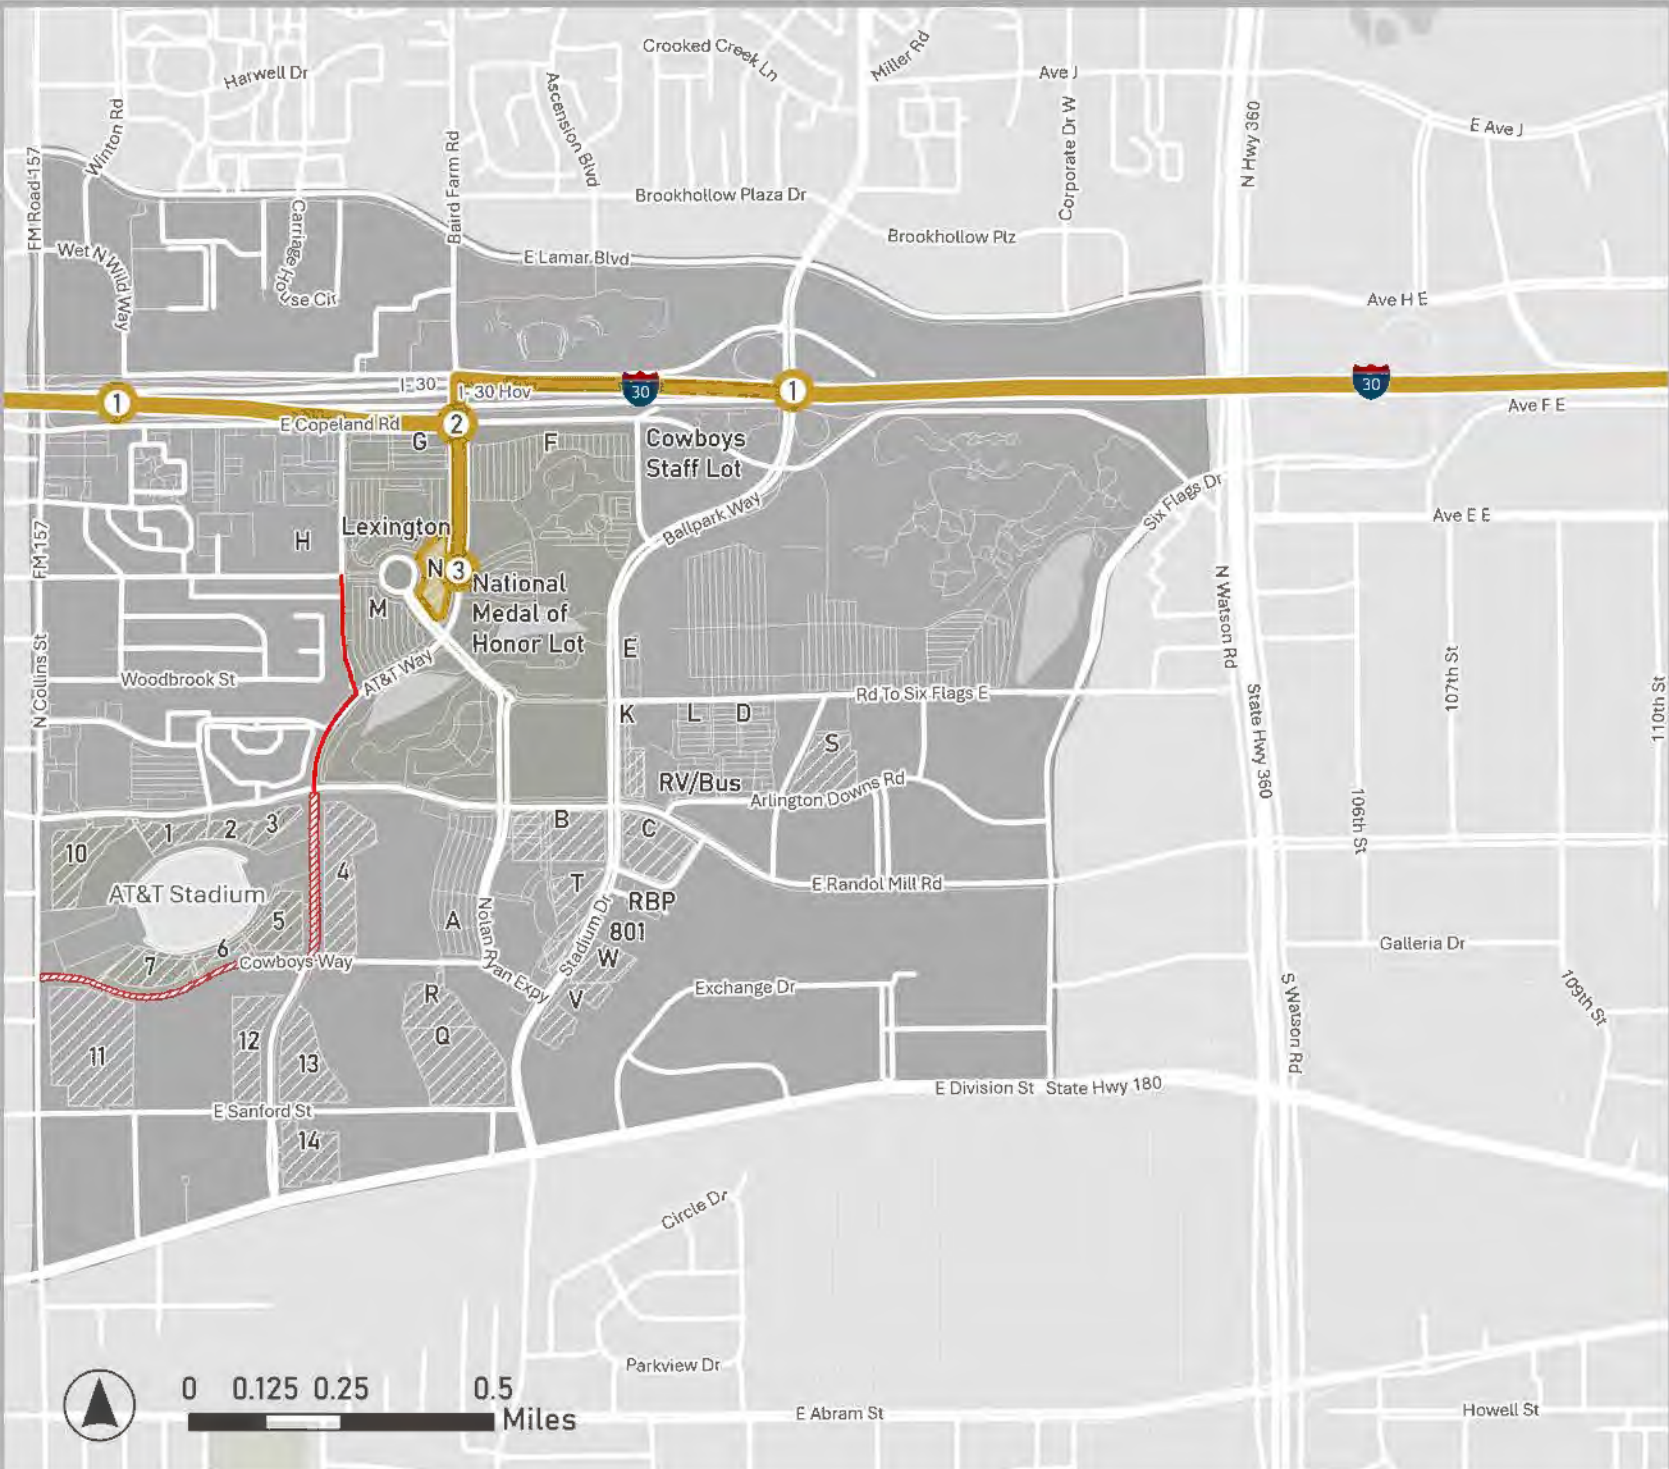 Crooked Creek Ln
Miller Rd
Harwell Dr
Ave J
Winton Rd
Ascension Blvd
Corporate Dr W
N Hwy 360
E Ave J
FM Road-157
Baird Farm Rd
Brookhollow Plaza Dr
Carriage House Cir
Brookhollow Plz
Wet N Wild Way
E Lamar Blvd
Ave H E
I-30
I-30 Hov
30
30
1
1
2
E Copeland Rd
Ave F E
G
F
Cowboys
Staff Lot
Six Flags Dr
Ballpark Way
Ave E E
Lexington
H
FM 157
N
3
National
Medal of
Honor Lot
M
N Watson Rd
E
AT&T Way
Woodbrook St
N Collins St
Rd To Six Flags E
107th St
110th St
State Hwy 360
K
L
D
S
RV/Bus
Arlington Downs Rd
106th St
1
2
3
B
C
10
4
AT&T Stadium
E Randol Mill Rd
T
RBP
5
A
Nolan Ryan Expy
Stadium Dr
801
6
7
Cowboys Way
W
Galleria Dr
R
V
Exchange Dr
109th St
S Watson Rd
Q
12
11
13
E Division St
State Hwy 180
E Sanford St
14
Circle Dr
Parkview Dr
0
0.125
0.25
0.5
Miles
E Abram St
Howell St